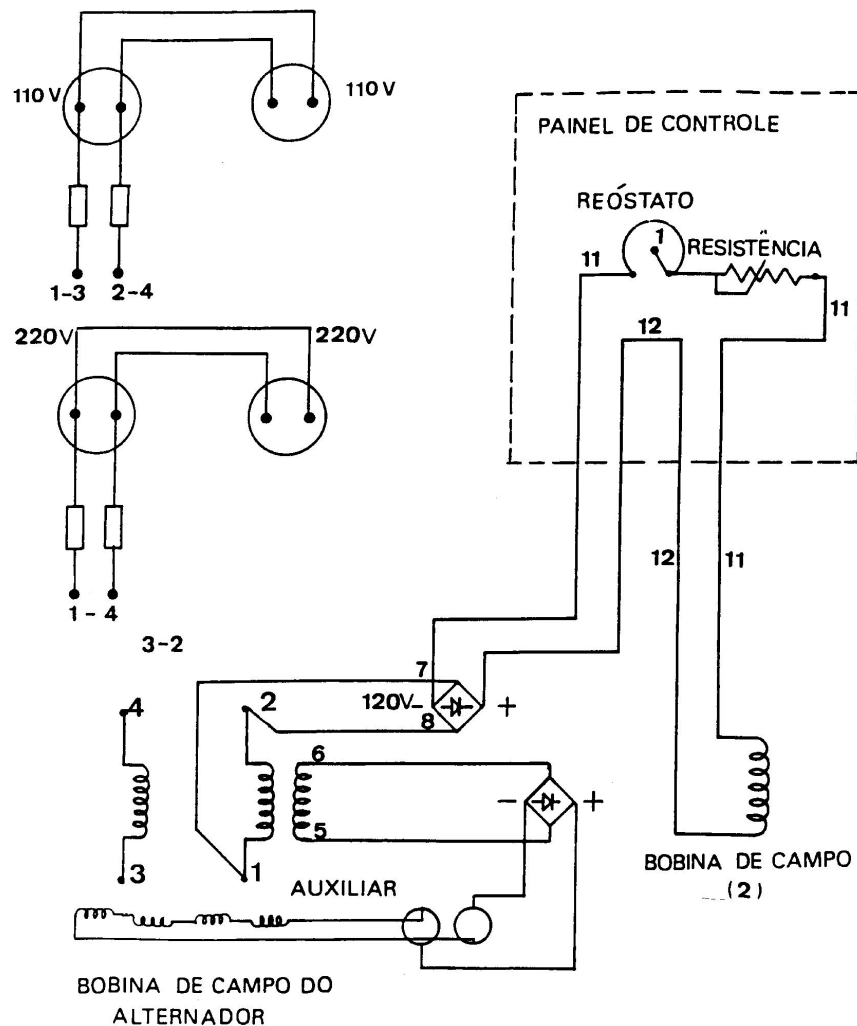 110 V
110 V
1-3 2-4
220V
220V
1 - 4
3-2
PAINEL DE CONTROLE
REÓSTATO
1
RESISTÊNCIA
11
11
12
12
11
7
120V-
8
+
4
2
6
5
-
+
3
1
AUXILIAR
BOBINA DE CAMPO
(2)
BOBINA DE CAMPO DO
ALTERNADOR